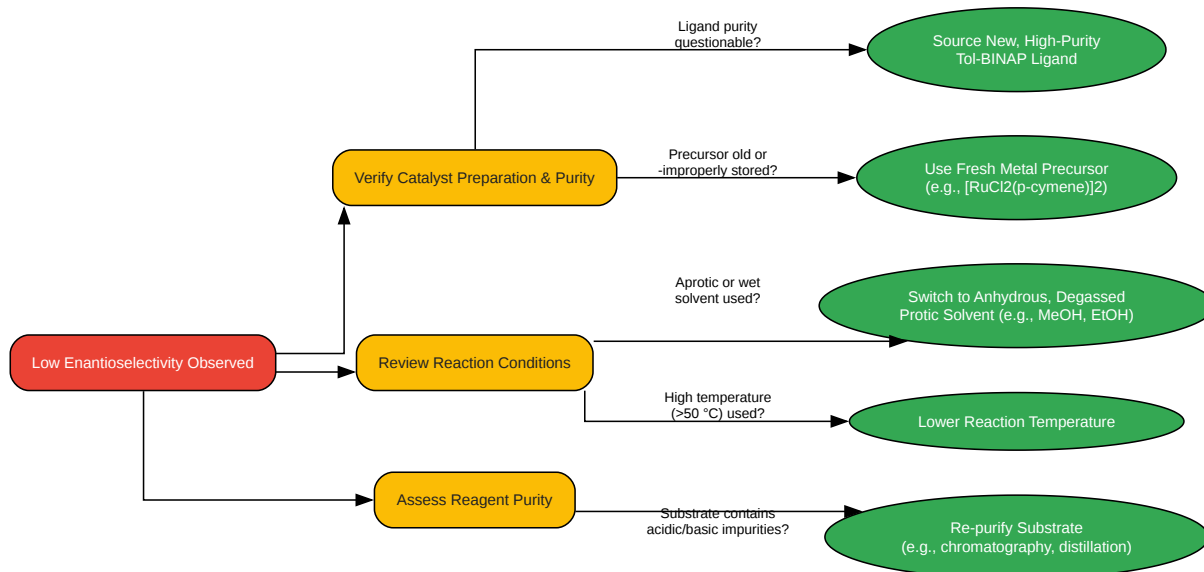 Ligand purity
questionable?
Source New, High-Purity
Tol-BINAP Ligand
Verify Catalyst Preparation & Purity
Precursor old or
-improperly stored?
Use Fresh Metal Precursor
(e.g., [RuCl2(p-cymene)]2)
Aprotic or wet
solvent used?
Switch to Anhydrous, Degassed
Protic Solvent (e.g., MeOH, EtOH)
Low Enantioselectivity Observed
Review Reaction Conditions
High temperature
(>50 °C) used?
Lower Reaction Temperature
Assess Reagent Purity
Substrate contains
acidic/basic impurities?
Re-purify Substrate
(e.g., chromatography, distillation)